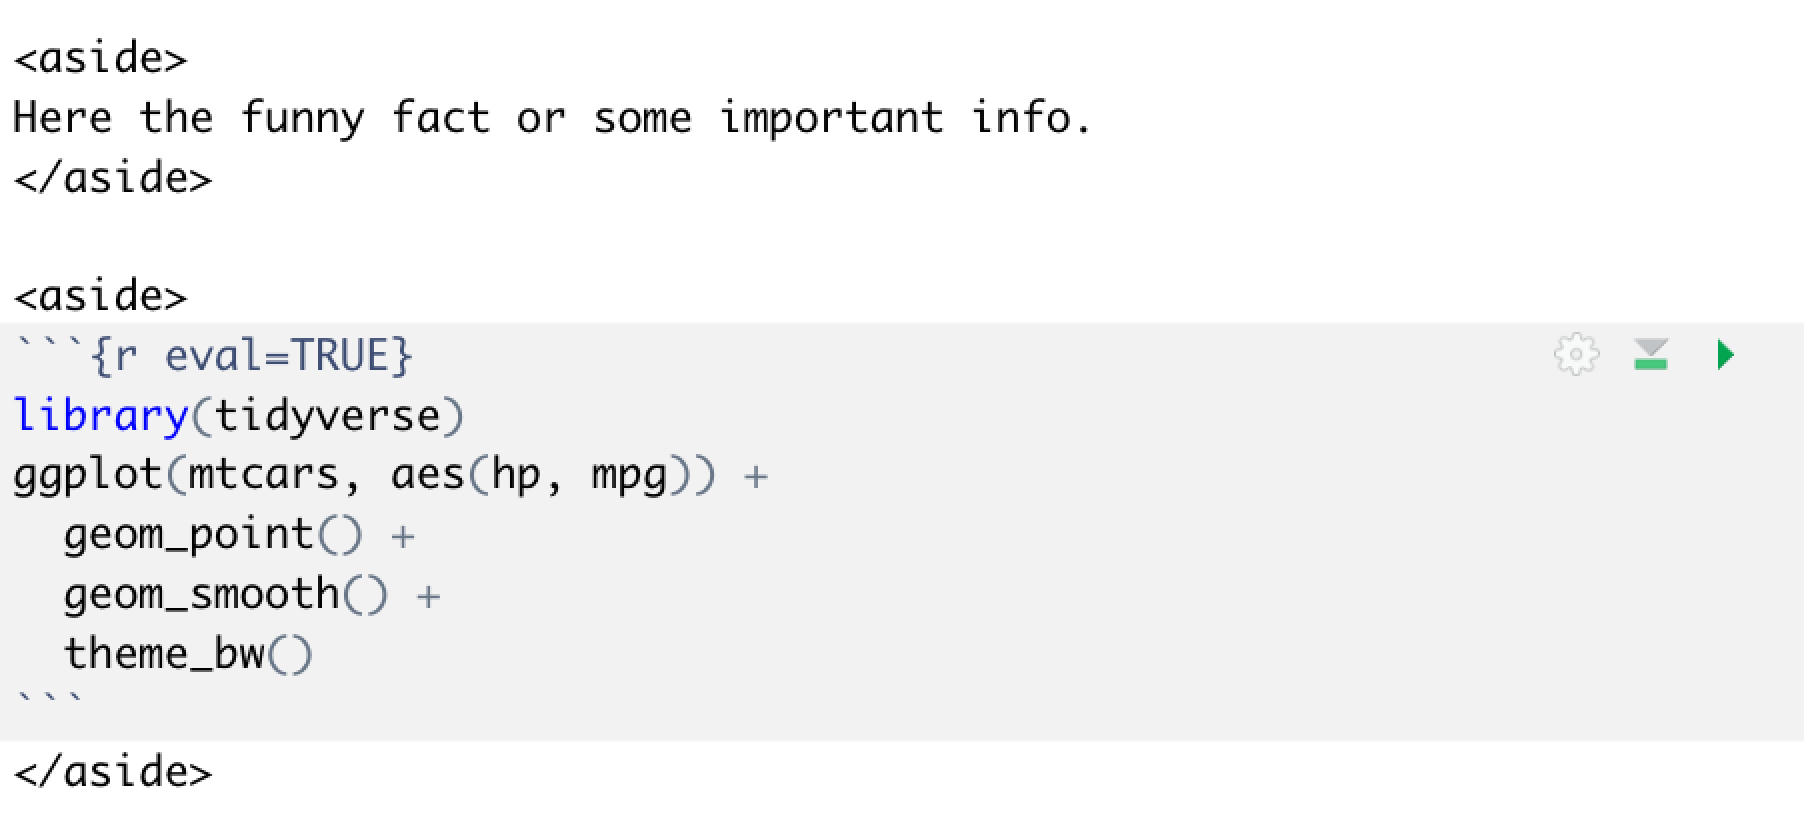 <aside>
Here the funny fact or some important info.
</aside>
<aside>
```{r eval=TRUE}
library(tidyverse)
ggplot(mtcars, aes(hp, mpg)) +
  geom_point() +
  geom_smooth() +
  theme_bw()
```
</aside>